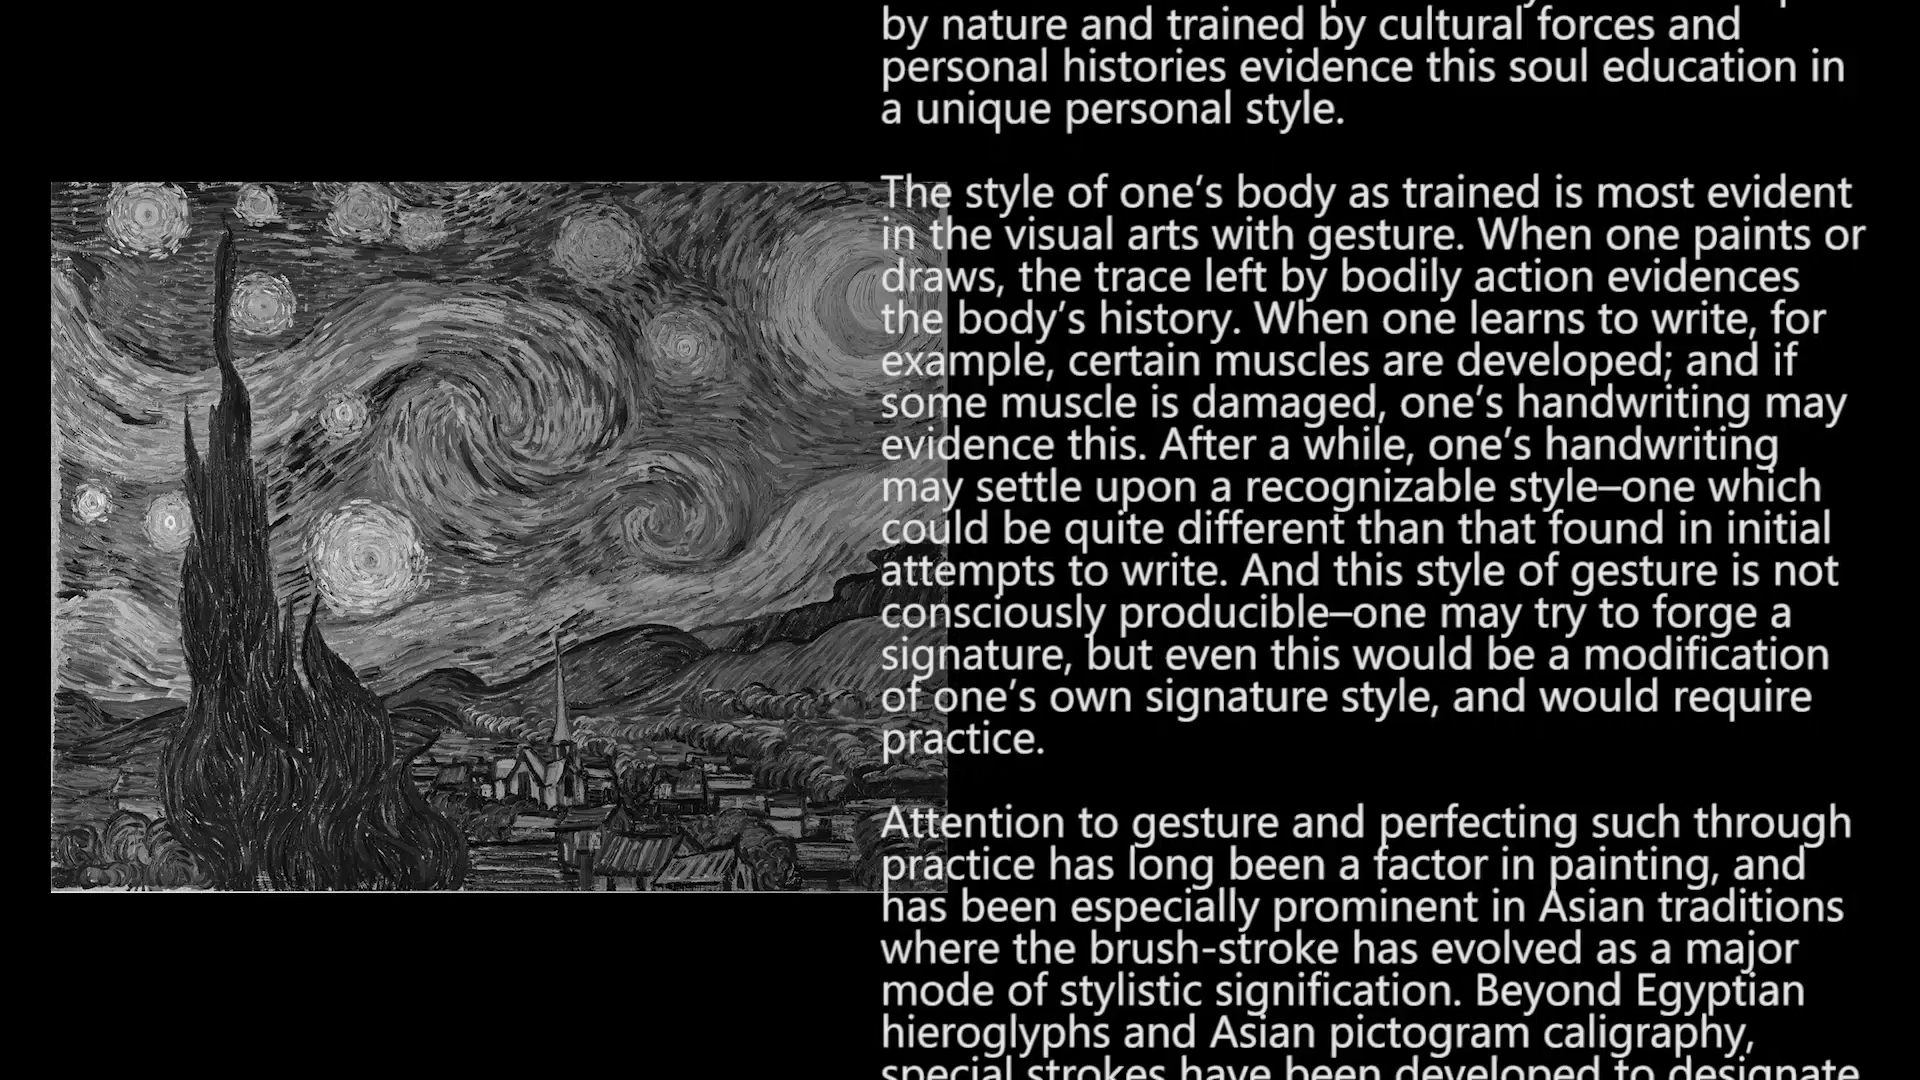 by nature and trained by cultural forces and
personal histories evidence this soul education in
a unique personal style.
The style of one’s body as trained is most evident
in the visual arts with gesture. When one paints or
draws, the trace left by bodily action evidences
the body’s history. When one learns to write, for
example, certain muscles are developed; and if
some muscle is damaged, one’s handwriting may
evidence this. After a while, one’s handwriting
may settle upon a recognizable style–one which
could be quite different than that found in initial
attempts to write. And this style of gesture is not
consciously producible–one may try to forge a
signature, but even this would be a modification
of one’s own signature style, and would require
practice.
Attention to gesture and perfecting such through
practice has long been a factor in painting, and
has been especially prominent in Asian traditions
where the brush-stroke has evolved as a major
mode of stylistic signification. Beyond Egyptian
hieroglyphs and Asian pictogram caligraphy,
special strokes have been developed to designate